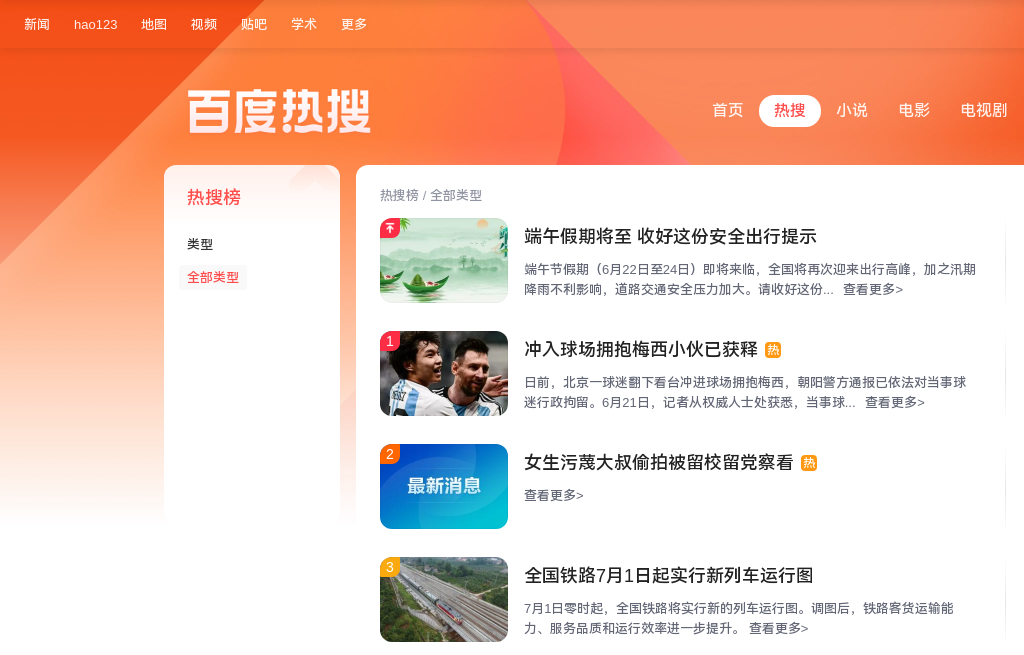 新闻 hao123 地图 视频 贴吧 学术 更多
百度热搜
首页 热搜 小说 电影 电视剧
热搜榜
类型
全部类型
热搜榜 / 全部类型
端午假期将至 收好这份安全出行提示
端午节假期（6月22日至24日）即将来临，全国将再次迎来出行高峰，加之汛期
降雨不利影响，道路交通安全压力加大。请收好这份... 查看更多>
1
冲入球场拥抱梅西小伙已获释 热
日前，北京一球迷翻下看台冲进球场拥抱梅西，朝阳警方通报已依法对当事球
迷行政拘留。6月21日，记者从权威人士处获悉，当事球... 查看更多>
2
最新消息
女生污蔑大叔偷拍被留校留党察看 热
查看更多>
3
全国铁路7月1日起实行新列车运行图
7月1日零时起，全国铁路将实行新的列车运行图。调图后，铁路客货运输能
力、服务品质和运行效率进一步提升。 查看更多>